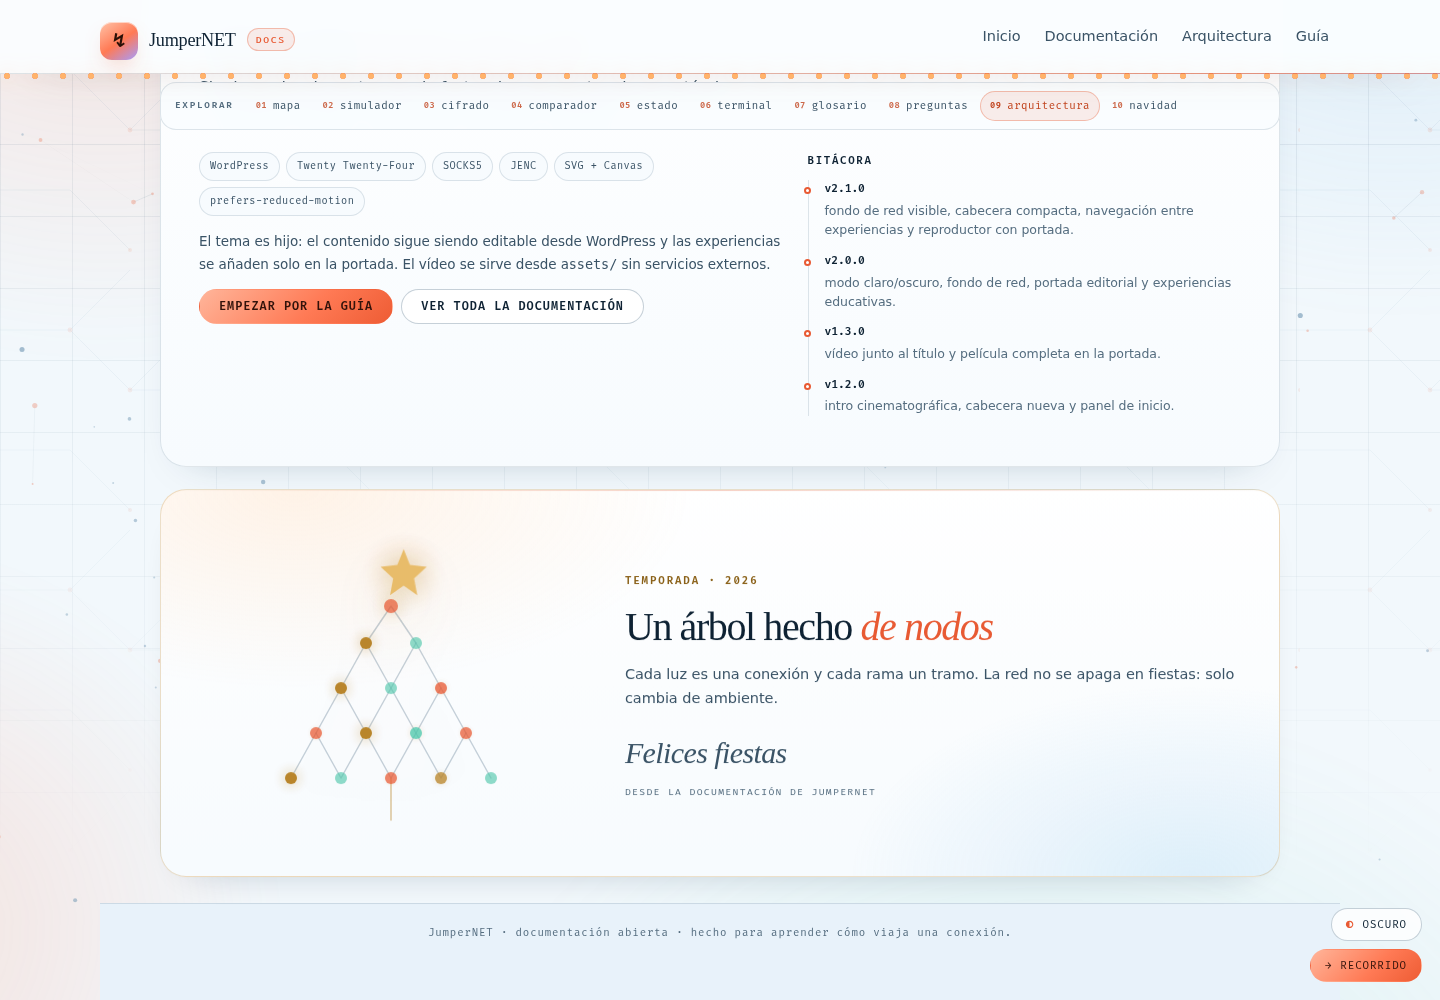 JumperNET DOCS
Inicio Documentación Arquitectura Guía
EXPLORAR 01 mapa 02 simulador 03 cifrado 04 comparador 05 estado 06 terminal 07 glosario 08 preguntas 09 arquitectura 10 navidad
WordPress Twenty Twenty-Four SOCKS5 JENC SVG + Canvas
prefers-reduced-motion
El tema es hijo: el contenido sigue siendo editable desde WordPress y las experiencias
se añaden solo en la portada. El vídeo se sirve desde assets/ sin servicios externos.
EMPEZAR POR LA GUÍA VER TODA LA DOCUMENTACIÓN
BITÁCORA
v2.1.0
fondo de red visible, cabecera compacta, navegación entre
experiencias y reproductor con portada.
v2.0.0
modo claro/oscuro, fondo de red, portada editorial y experiencias
educativas.
v1.3.0
vídeo junto al título y película completa en la portada.
v1.2.0
intro cinematográfica, cabecera nueva y panel de inicio.
TEMPORADA · 2026
Un árbol hecho de nodos
Cada luz es una conexión y cada rama un tramo. La red no se apaga en fiestas: solo
cambia de ambiente.
Felices fiestas
DESDE LA DOCUMENTACIÓN DE JUMPERNET
JumperNET · documentación abierta · hecho para aprender cómo viaja una conexión.
OSCURO
→ RECORRIDO